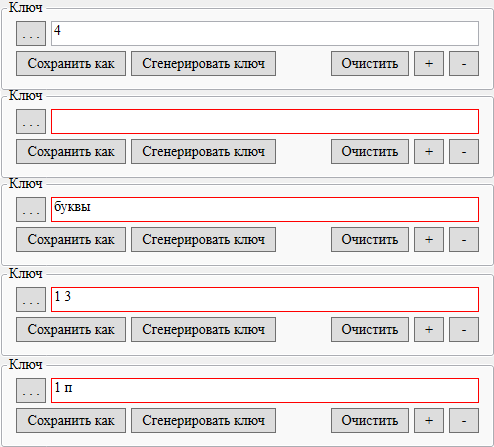 Ключ
. . . 4
Сохранить как Сгенерировать ключ Очистить + -
Ключ
. . .
Сохранить как Сгенерировать ключ Очистить + -
Ключ
. . . буквы
Сохранить как Сгенерировать ключ Очистить + -
Ключ
. . . 1 3
Сохранить как Сгенерировать ключ Очистить + -
Ключ
. . . 1 п
Сохранить как Сгенерировать ключ Очистить + -